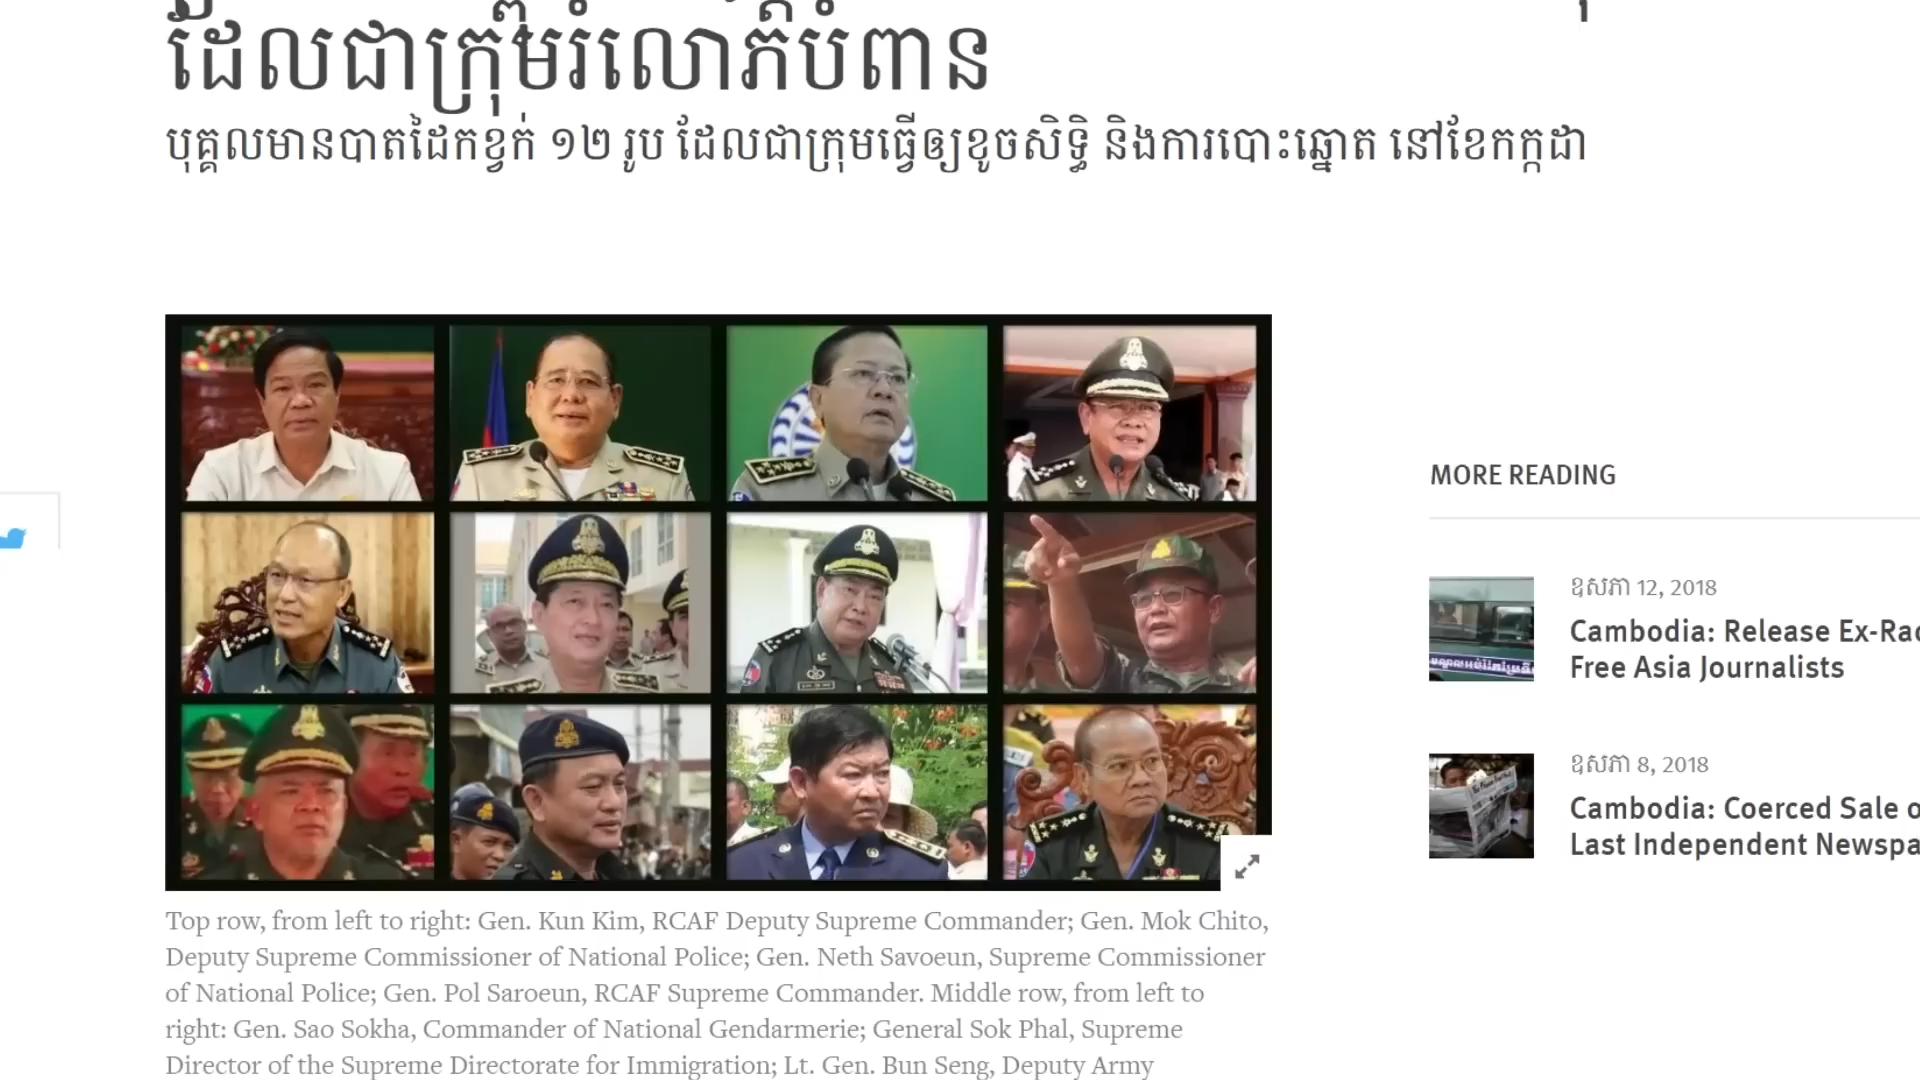 ដែលជាក្រុមរំលោភបំពាន
បុគ្គលមានបាតដៃកខ្វក់ ១២ រូប ដែលជាក្រុមធ្វើឲ្យខូចសិទ្ធិ និងការបោះឆ្នោត នៅខែកក្កដា
MORE READING
ឧសភា 12, 2018
Cambodia: Release Ex-Rad
Free Asia Journalists
ឧសភា 8, 2018
Cambodia: Coerced Sale o
Last Independent Newspa
Top row, from left to right: Gen. Kun Kim, RCAF Deputy Supreme Commander; Gen. Mok Chito,
Deputy Supreme Commissioner of National Police; Gen. Neth Savoeun, Supreme Commissioner
of National Police; Gen. Pol Saroeun, RCAF Supreme Commander. Middle row, from left to
right: Gen. Sao Sokha, Commander of National Gendarmerie; General Sok Phal, Supreme
Director of the Supreme Directorate for Immigration; Lt. Gen. Bun Seng, Deputy Army